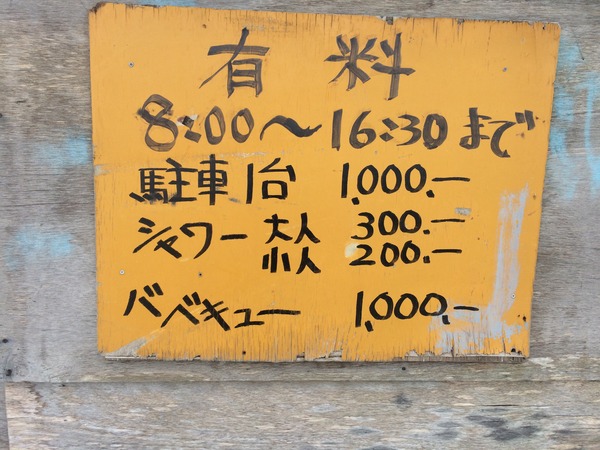 有料
8:00〜16:30まで
駐車1台 1,000.-
シャワー 大人 300.-
小人 200.-
バベキュー 1,000.-